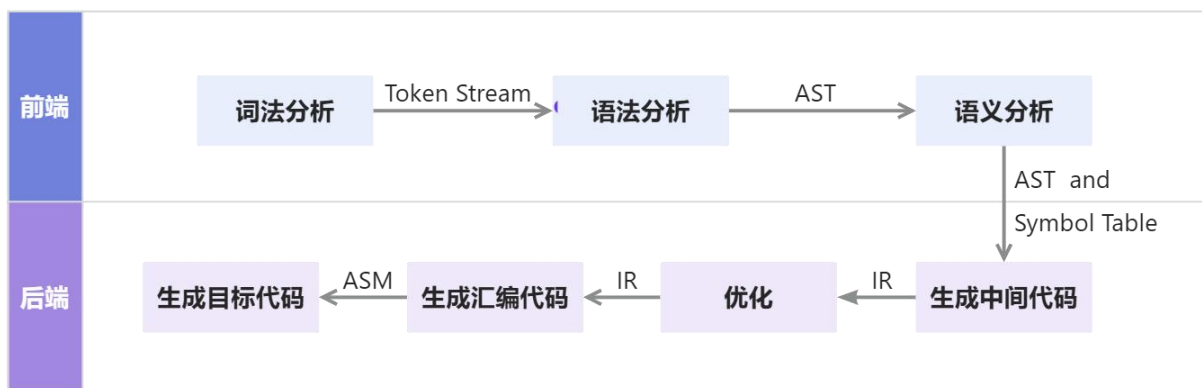 前端
词法分析
Token Stream
语法分析
AST
语义分析
AST and
Symbol Table
后端
生成目标代码
ASM
生成汇编代码
IR
优化
IR
生成中间代码